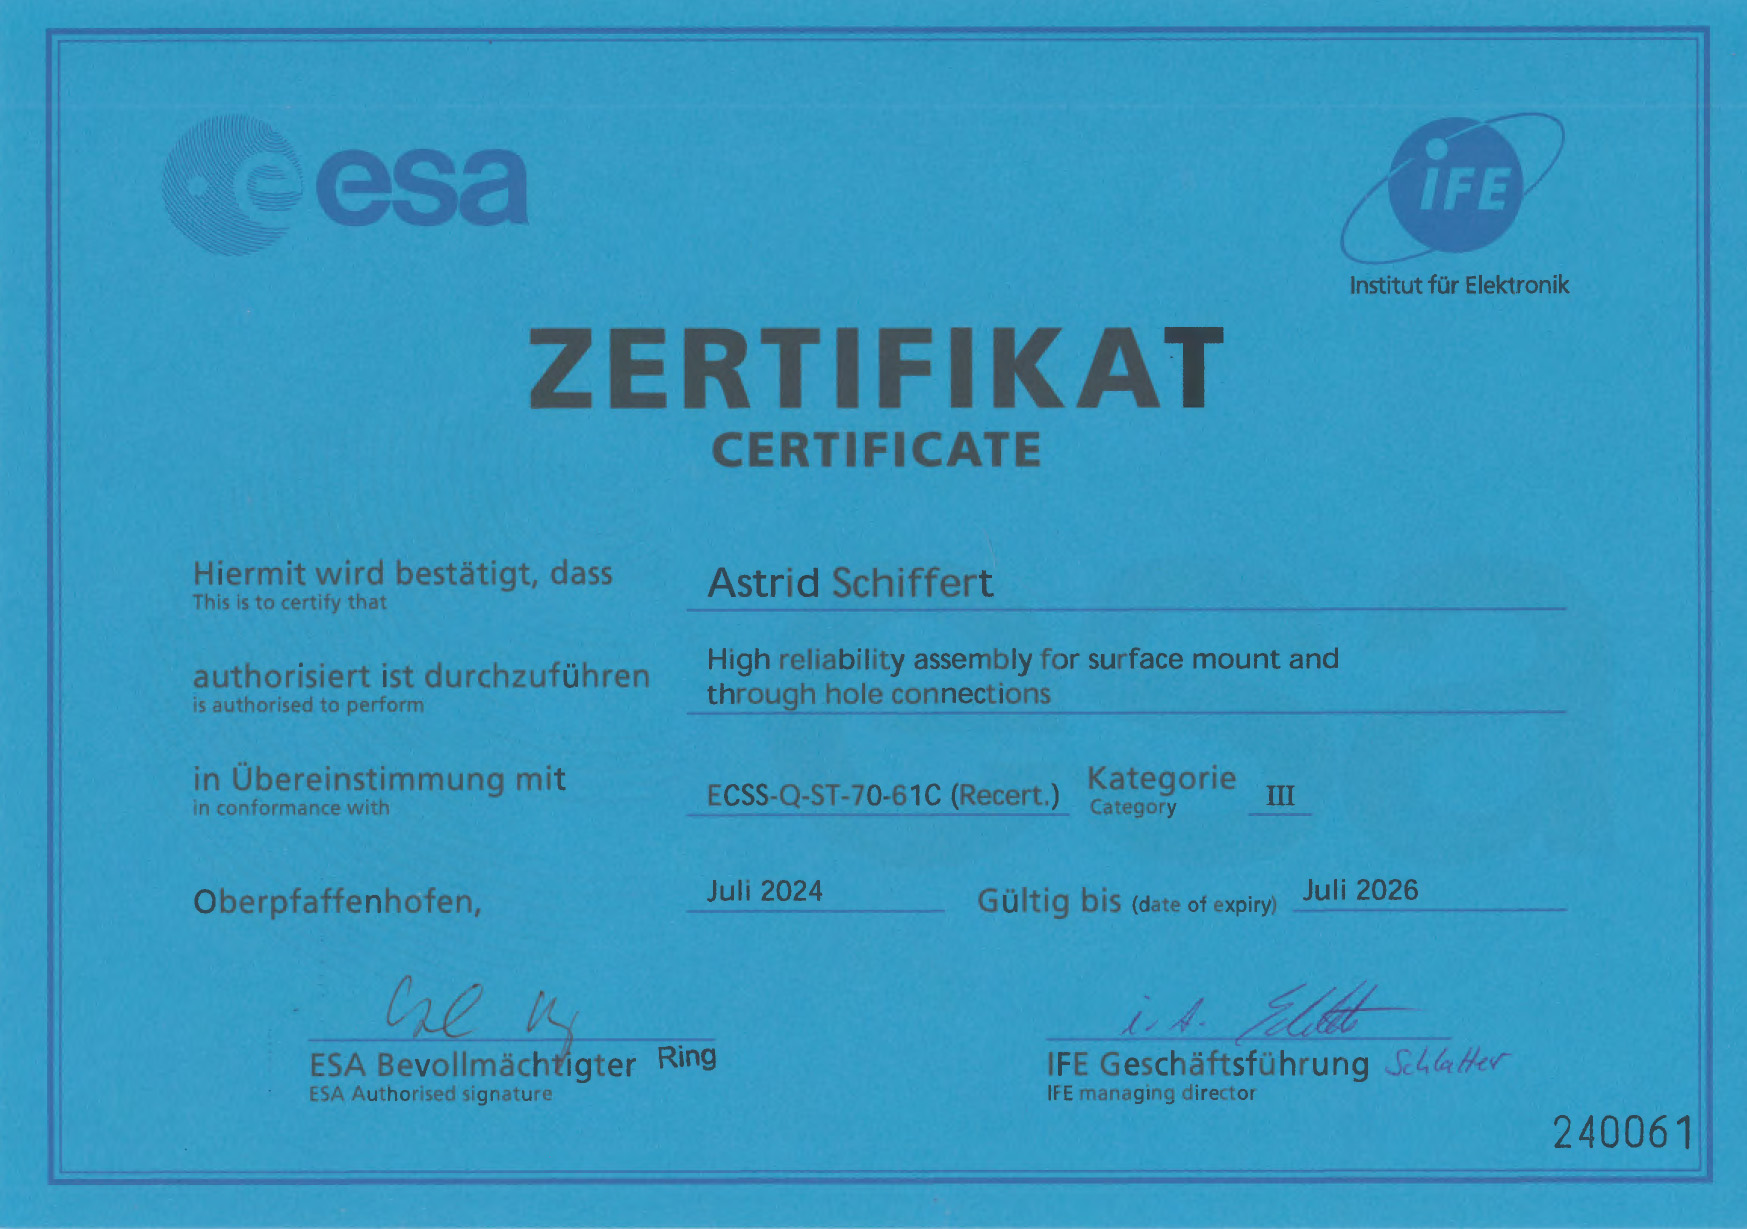 esa
iFE
Institut für Elektronik
ZERTIFIKAT
CERTIFICATE
Hiermit wird bestätigt, dass
This is to certify that
Astrid Schiffert
authorisiert ist durchzuführen
is authorised to perform
High reliability assembly for surface mount and
through hole connections
in Übereinstimmung mit
in conformance with
ECSS-Q-ST-70-61C (Recert.)
Kategorie
Category
III
Oberpfaffenhofen,
Juli 2024
Gültig bis (date of expiry)
Juli 2026
i. A.
ESA Bevollmächtigter Ring
ESA Authorised signature
IFE Geschäftsführung Schlatter
IFE managing director
240061